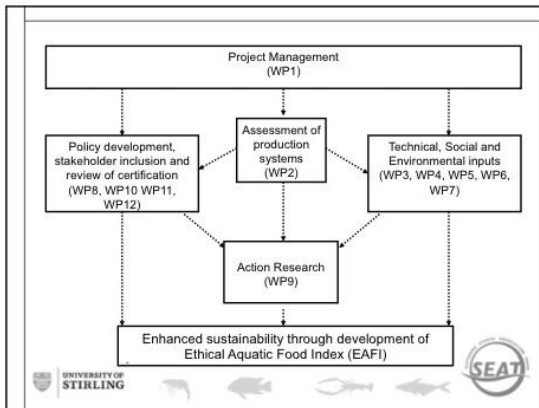 Project Management
(WP1)
Assessment of
production
systems
(WP2)
Policy development,
stakeholder inclusion and
review of certification
(WP8, WP10 WP11,
WP12)
Technical, Social and
Environmental inputs
(WP3, WP4, WP5, WP6,
WP7)
Action Research
(WP9)
Enhanced sustainability through development of
Ethical Aquatic Food Index (EAFI)
UNIVERSITY OF
STIRLING
SEAT